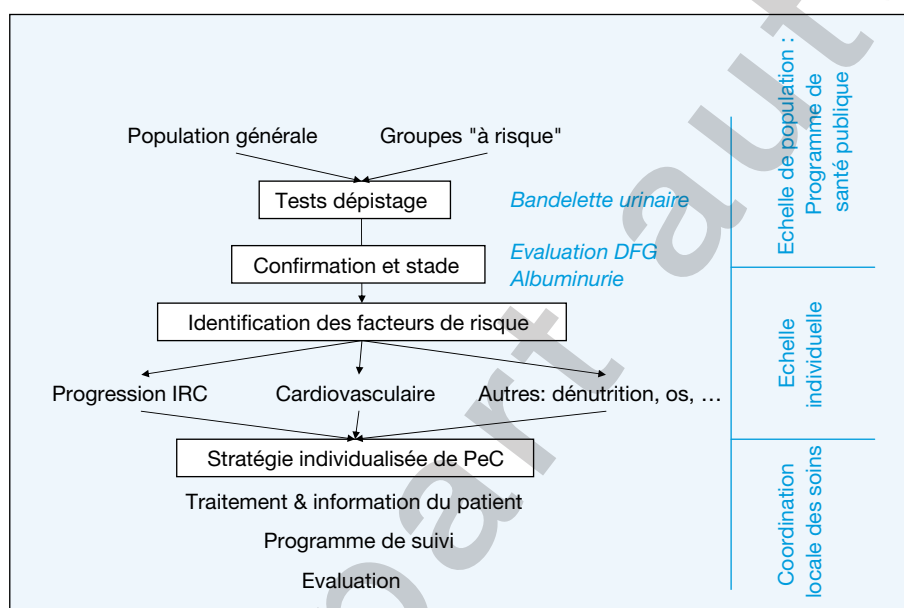 Population générale
Groupes "à risque"
Tests dépistage
Bandelette urinaire
Confirmation et stade
Evaluation DFG
Albuminurie
Identification des facteurs de risque
Progression IRC
Cardiovasculaire
Autres: dénutrition, os, …
Stratégie individualisée de PeC
Traitement & information du patient
Programme de suivi
Evaluation
Echelle de population :
Programme de
santé publique
Echelle
individuelle
Coordination
locale des soins
part aut